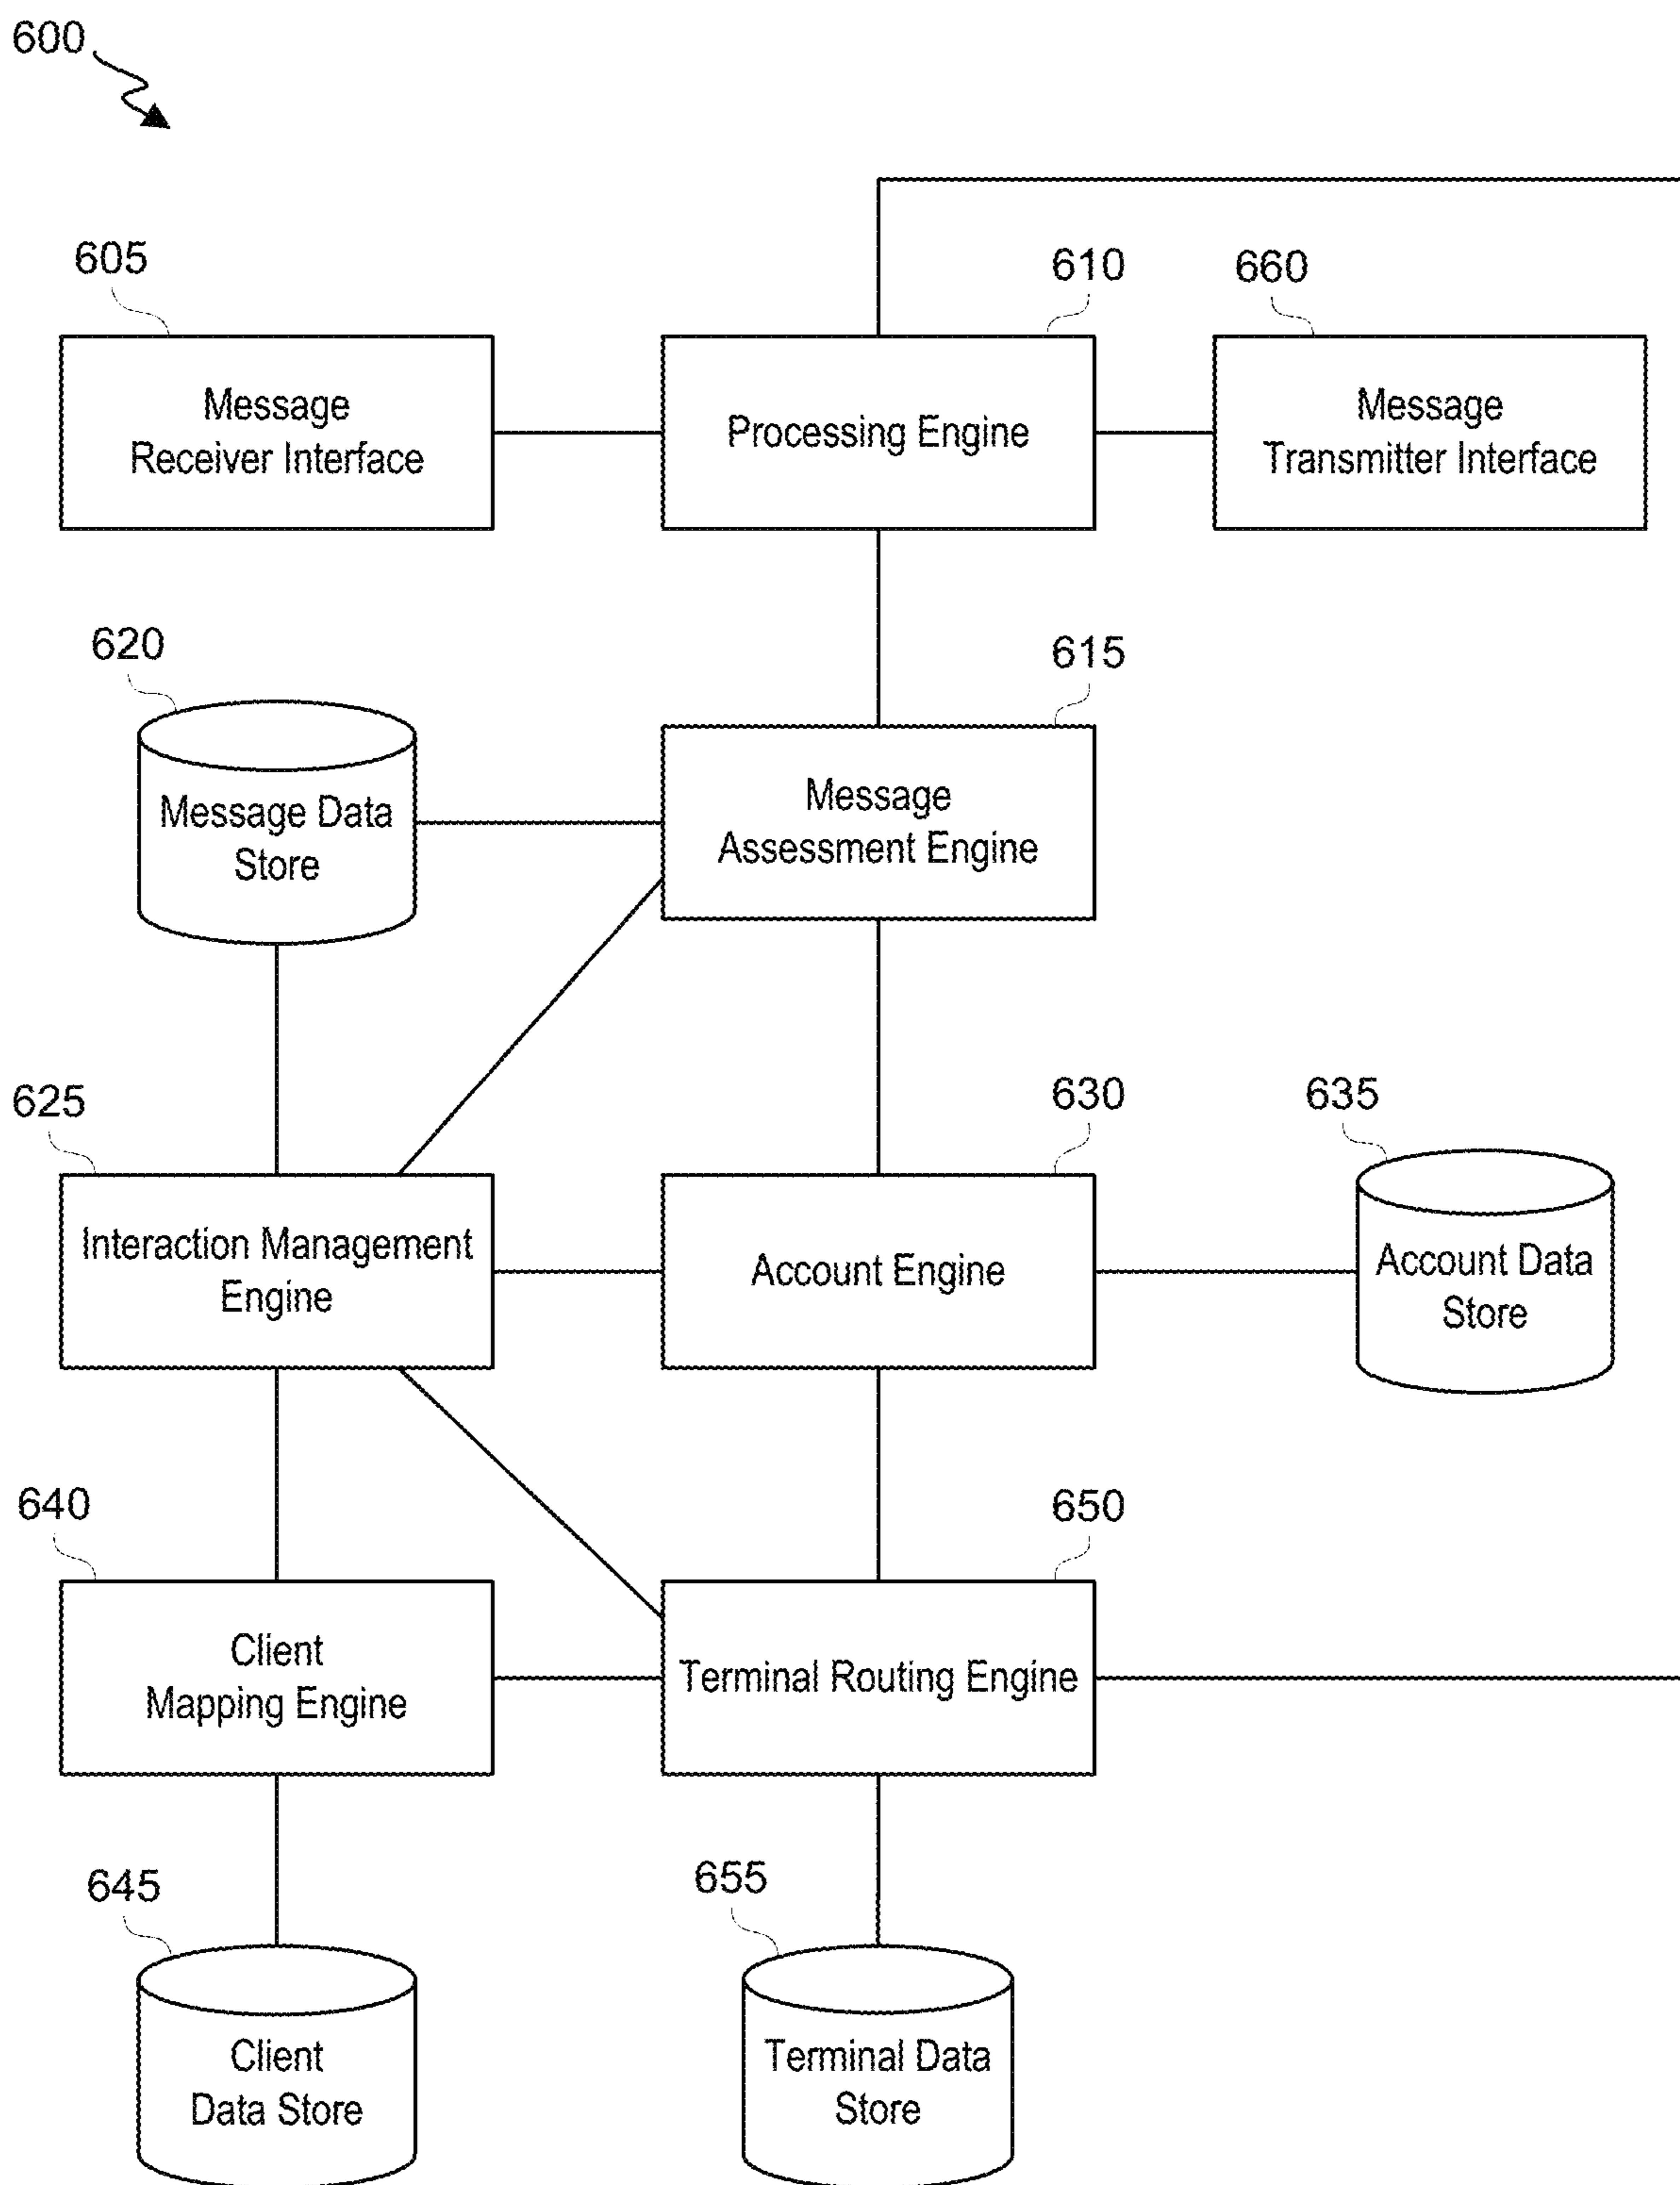 600
605
610
660
Message
Receiver Interface
Processing Engine
Message
Transmitter Interface
620
615
Message Data
Store
Message
Assessment Engine
625
630
635
Interaction Management
Engine
Account Engine
Account Data
Store
640
650
Client
Mapping Engine
Terminal Routing Engine
645
655
Client
Data Store
Terminal Data
Store